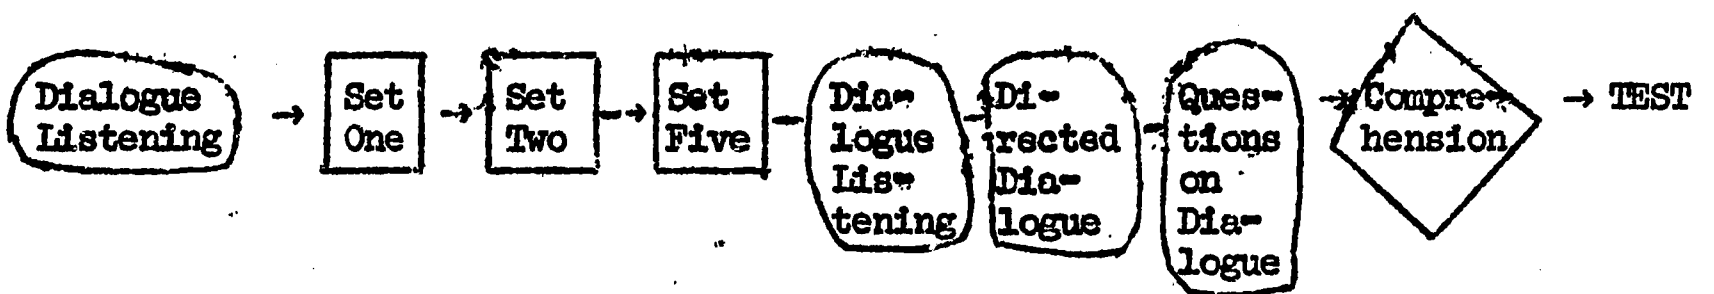 Dialogue
Listening
→
Set
One
→
Set
Two
→
Set
Five
Dia-
logue
Lis-
tening
Di-
rected
Dia-
logue
Ques-
tions
on
Dia-
logue
→
Compre-
hension
→ TEST